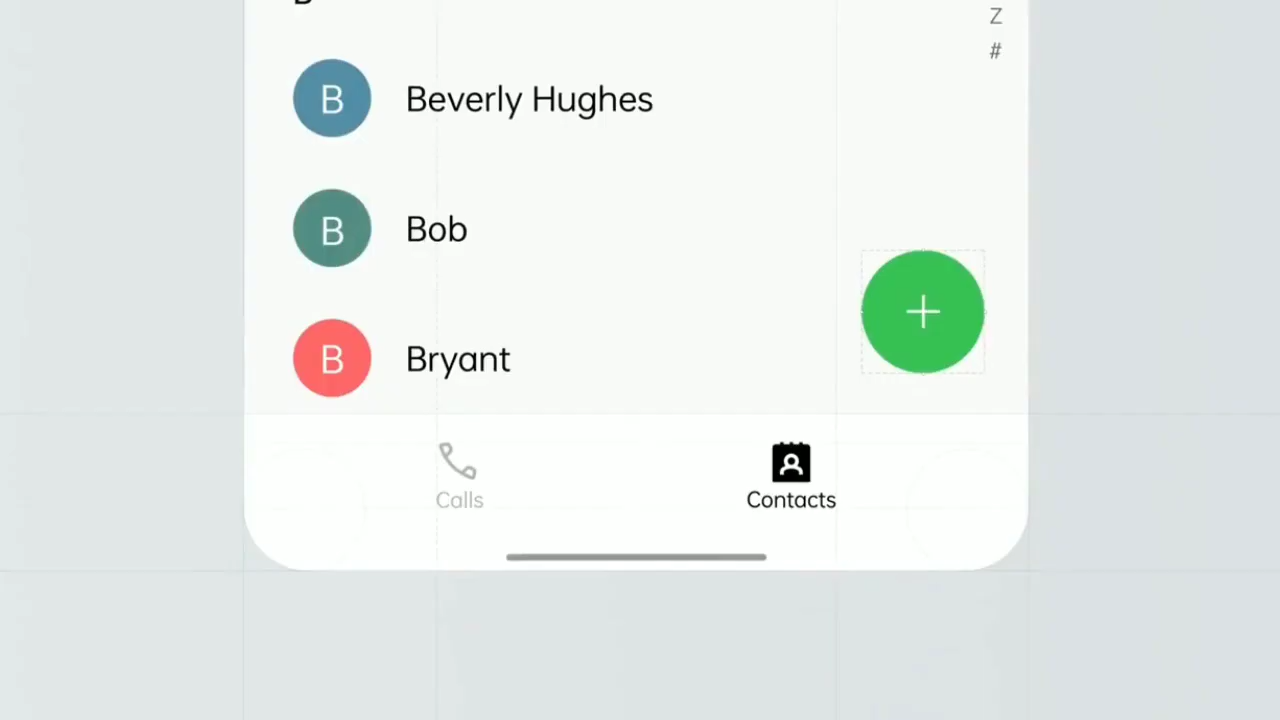 Z
#
B Beverly Hughes
B Bob
B Bryant
Calls Contacts